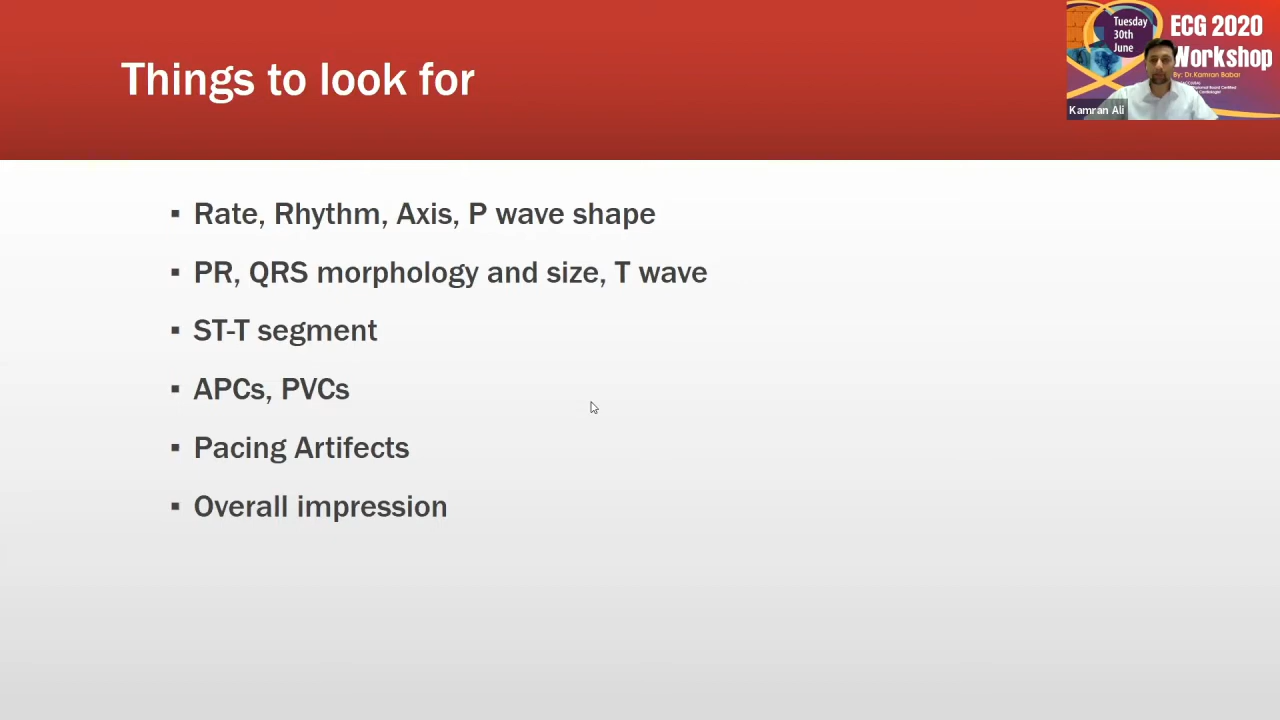 Things to look for
Tuesday
30th
June
ECG 2020
Workshop
By: Dr.Kamran Babar
Kamran Ali
▪ Rate, Rhythm, Axis, P wave shape
▪ PR, QRS morphology and size, T wave
▪ ST-T segment
▪ APCs, PVCs
▪ Pacing Artifects
▪ Overall impression